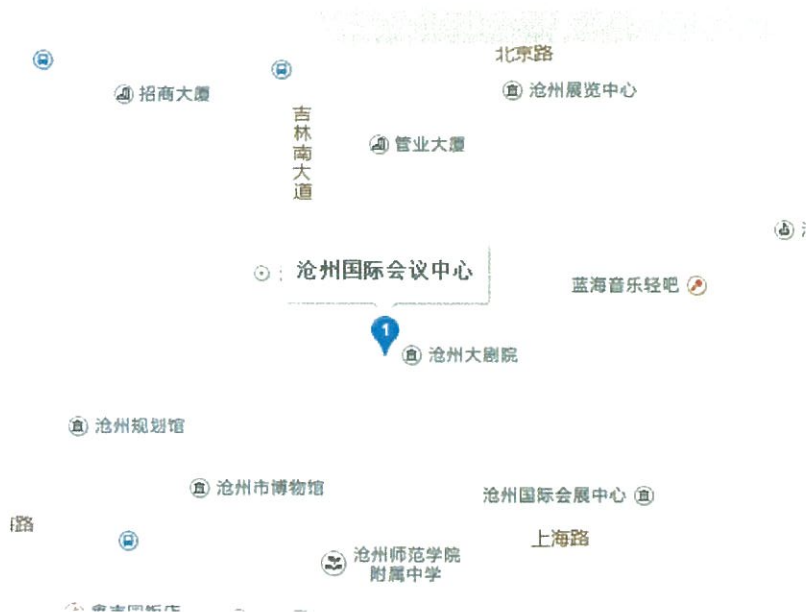 北京路
招商大厦
沧州展览中心
吉林南大道
管业大厦
沧州国际会议中心
蓝海音乐轻吧
1
沧州大剧院
沧州规划馆
沧州市博物馆
沧州国际会展中心
路
上海路
沧州师范学院
附属中学